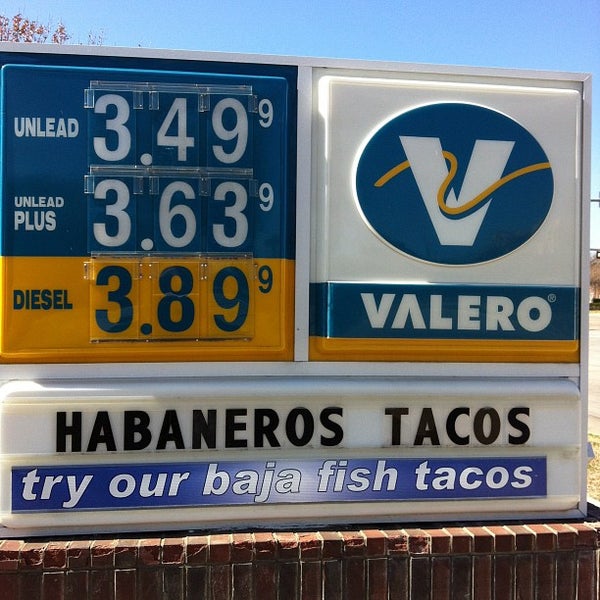 UNLEAD 3.49 9
UNLEAD PLUS 3.63 9
DIESEL 3.89 9
V
VALERO®
HABANEROS TACOS
try our baja fish tacos